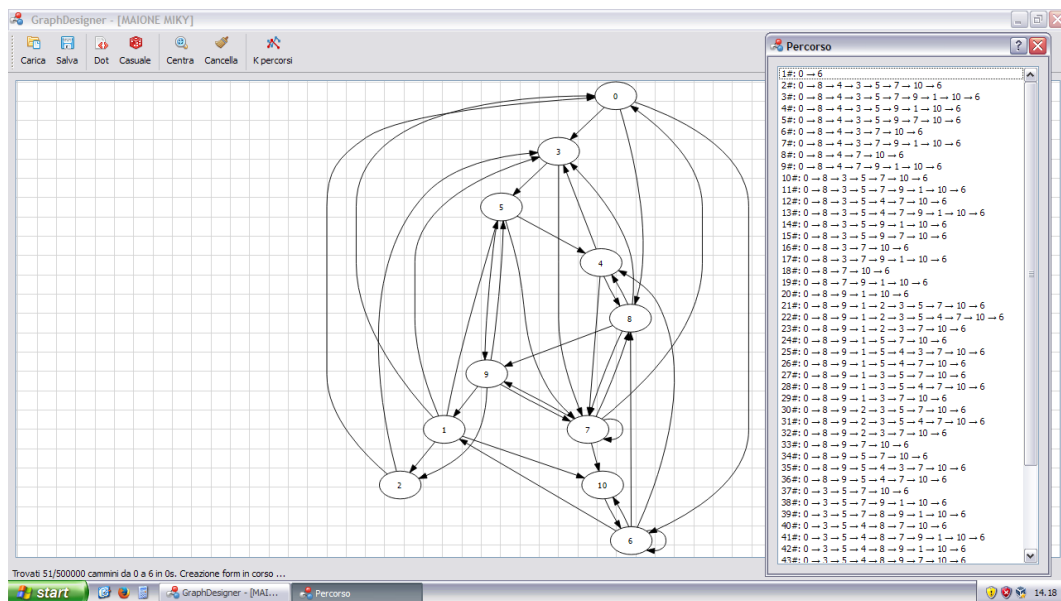 GraphDesigner - [MAIONE MIKY]
Carica Salva Dot Casuale Centra Cancella K percorsi
Percorso
0
3
5
4
8
9
1
7
2
10
6
1#: 0 → 6
2#: 0 → 8 → 4 → 3 → 5 → 7 → 10 → 6
3#: 0 → 8 → 4 → 3 → 5 → 7 → 9 → 1 → 10 → 6
4#: 0 → 8 → 4 → 3 → 5 → 9 → 1 → 10 → 6
5#: 0 → 8 → 4 → 3 → 5 → 9 → 7 → 10 → 6
6#: 0 → 8 → 4 → 3 → 7 → 10 → 6
7#: 0 → 8 → 4 → 3 → 7 → 9 → 1 → 10 → 6
8#: 0 → 8 → 4 → 7 → 10 → 6
9#: 0 → 8 → 4 → 7 → 9 → 1 → 10 → 6
10#: 0 → 8 → 3 → 5 → 7 → 10 → 6
11#: 0 → 8 → 3 → 5 → 7 → 9 → 1 → 10 → 6
12#: 0 → 8 → 3 → 5 → 4 → 7 → 10 → 6
13#: 0 → 8 → 3 → 5 → 4 → 7 → 9 → 1 → 10 → 6
14#: 0 → 8 → 3 → 5 → 9 → 1 → 10 → 6
15#: 0 → 8 → 3 → 5 → 9 → 7 → 10 → 6
16#: 0 → 8 → 3 → 7 → 10 → 6
17#: 0 → 8 → 3 → 7 → 9 → 1 → 10 → 6
18#: 0 → 8 → 7 → 10 → 6
19#: 0 → 8 → 7 → 9 → 1 → 10 → 6
20#: 0 → 8 → 9 → 1 → 10 → 6
21#: 0 → 8 → 9 → 1 → 2 → 3 → 5 → 7 → 10 → 6
22#: 0 → 8 → 9 → 1 → 2 → 3 → 5 → 4 → 7 → 10 → 6
23#: 0 → 8 → 9 → 1 → 2 → 3 → 7 → 10 → 6
24#: 0 → 8 → 9 → 1 → 5 → 7 → 10 → 6
25#: 0 → 8 → 9 → 1 → 5 → 4 → 3 → 7 → 10 → 6
26#: 0 → 8 → 9 → 1 → 5 → 4 → 7 → 10 → 6
27#: 0 → 8 → 9 → 1 → 3 → 5 → 7 → 10 → 6
28#: 0 → 8 → 9 → 1 → 3 → 5 → 4 → 7 → 10 → 6
29#: 0 → 8 → 9 → 1 → 3 → 7 → 10 → 6
30#: 0 → 8 → 9 → 2 → 3 → 5 → 7 → 10 → 6
31#: 0 → 8 → 9 → 2 → 3 → 5 → 4 → 7 → 10 → 6
32#: 0 → 8 → 9 → 2 → 3 → 7 → 10 → 6
33#: 0 → 8 → 9 → 7 → 10 → 6
34#: 0 → 8 → 9 → 5 → 7 → 10 → 6
35#: 0 → 8 → 9 → 5 → 4 → 3 → 7 → 10 → 6
36#: 0 → 8 → 9 → 5 → 4 → 7 → 10 → 6
37#: 0 → 3 → 5 → 7 → 10 → 6
38#: 0 → 3 → 5 → 7 → 9 → 1 → 10 → 6
39#: 0 → 3 → 5 → 7 → 8 → 9 → 1 → 10 → 6
40#: 0 → 3 → 5 → 4 → 8 → 7 → 10 → 6
41#: 0 → 3 → 5 → 4 → 8 → 7 → 9 → 1 → 10 → 6
42#: 0 → 3 → 5 → 4 → 8 → 9 → 1 → 10 → 6
43#: 0 → 3 → 5 → 4 → 8 → 9 → 7 → 10 → 6
Trovati 51/500000 cammini da 0 a 6 in 0s. Creazione form in corso ...
start GraphDesigner - [MAI... Percorso 14.18